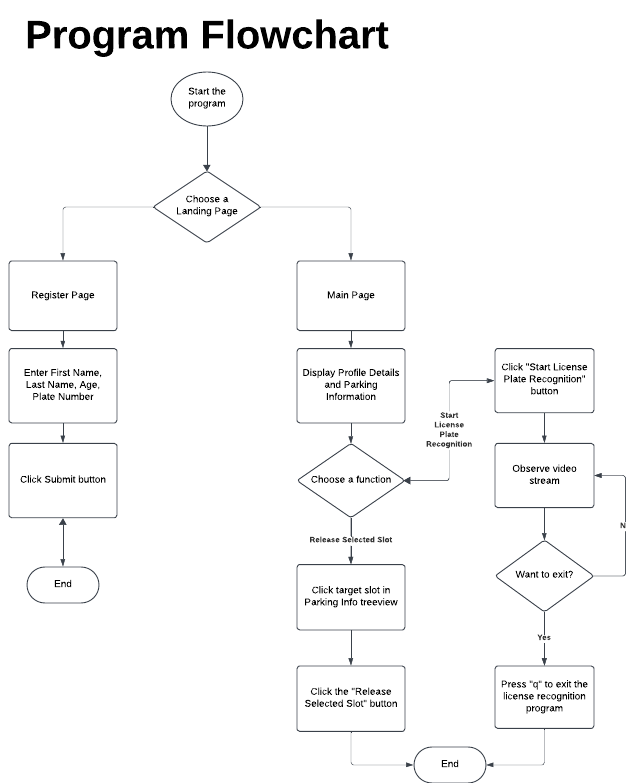 Program Flowchart
Start the
program
Choose a
Landing Page
Register Page
Main Page
Enter First Name,
Last Name, Age,
Plate Number
Display Profile Details
and Parking
Information
Click "Start License
Plate Recognition"
button
Start
License
Plate
Recognition
Click Submit button
Choose a function
Observe video
stream
N
Release Selected Slot
End
Click target slot in
Parking Info treeview
Want to exit?
Yes
Click the "Release
Selected Slot" button
Press "q" to exit the
license recognition
program
End